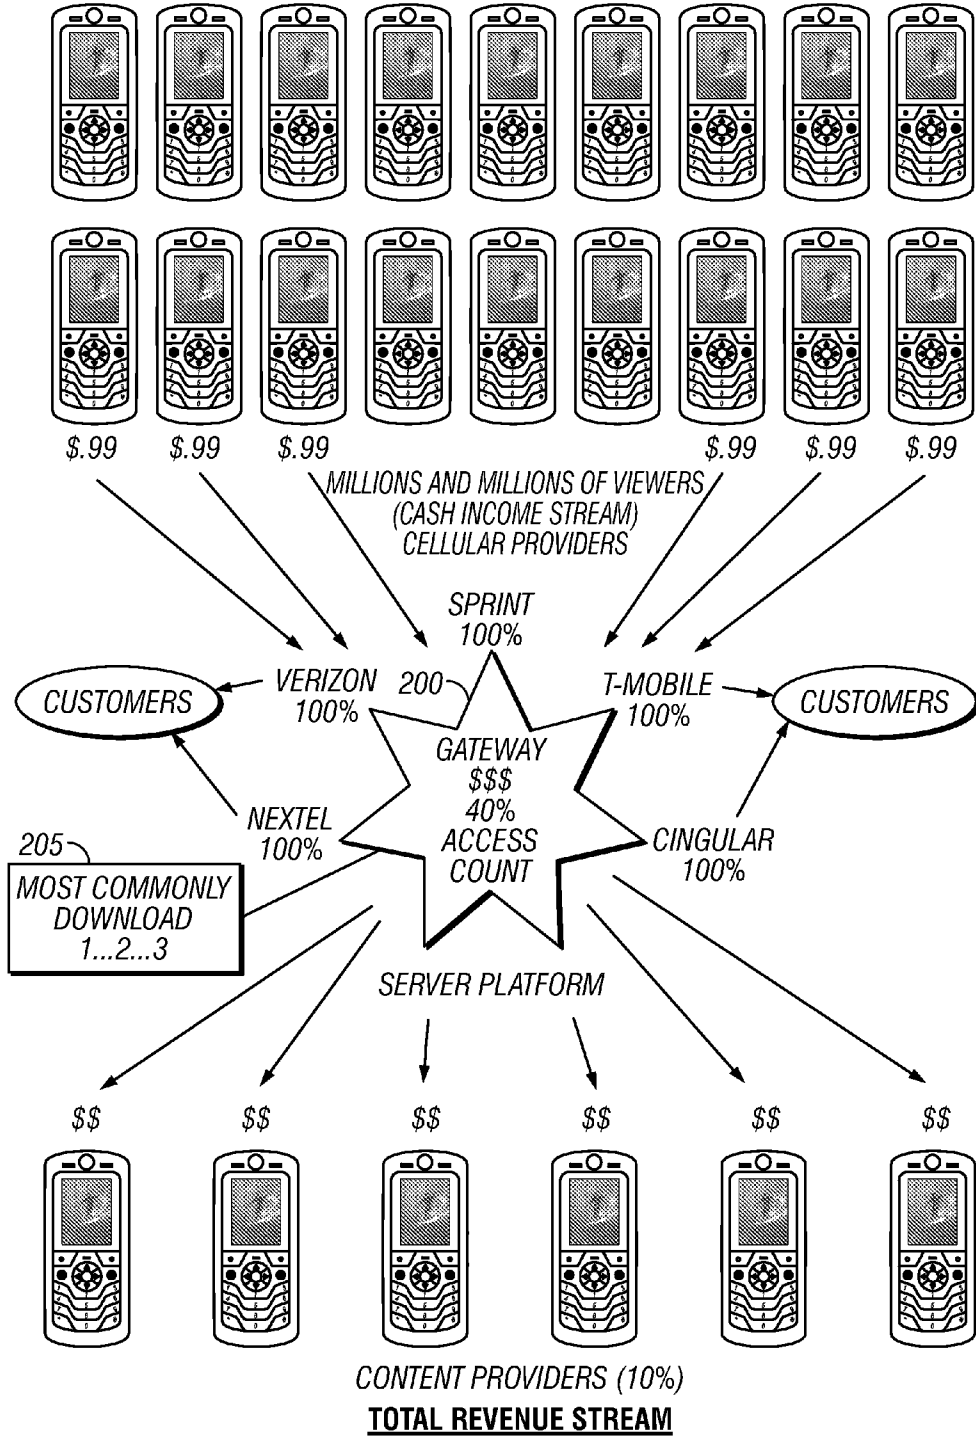 $.99 $.99 $.99 $.99 $.99 $.99
MILLIONS AND MILLIONS OF VIEWERS
(CASH INCOME STREAM)
CELLULAR PROVIDERS
SPRINT
100%
CUSTOMERS
VERIZON
100%
200
T-MOBILE
100%
CUSTOMERS
GATEWAY
$$$
40%
ACCESS
COUNT
NEXTEL
100%
CINGULAR
100%
205
MOST COMMONLY
DOWNLOAD
1...2...3
SERVER PLATFORM
$$ $$ $$ $$ $$ $$
CONTENT PROVIDERS (10%)
TOTAL REVENUE STREAM